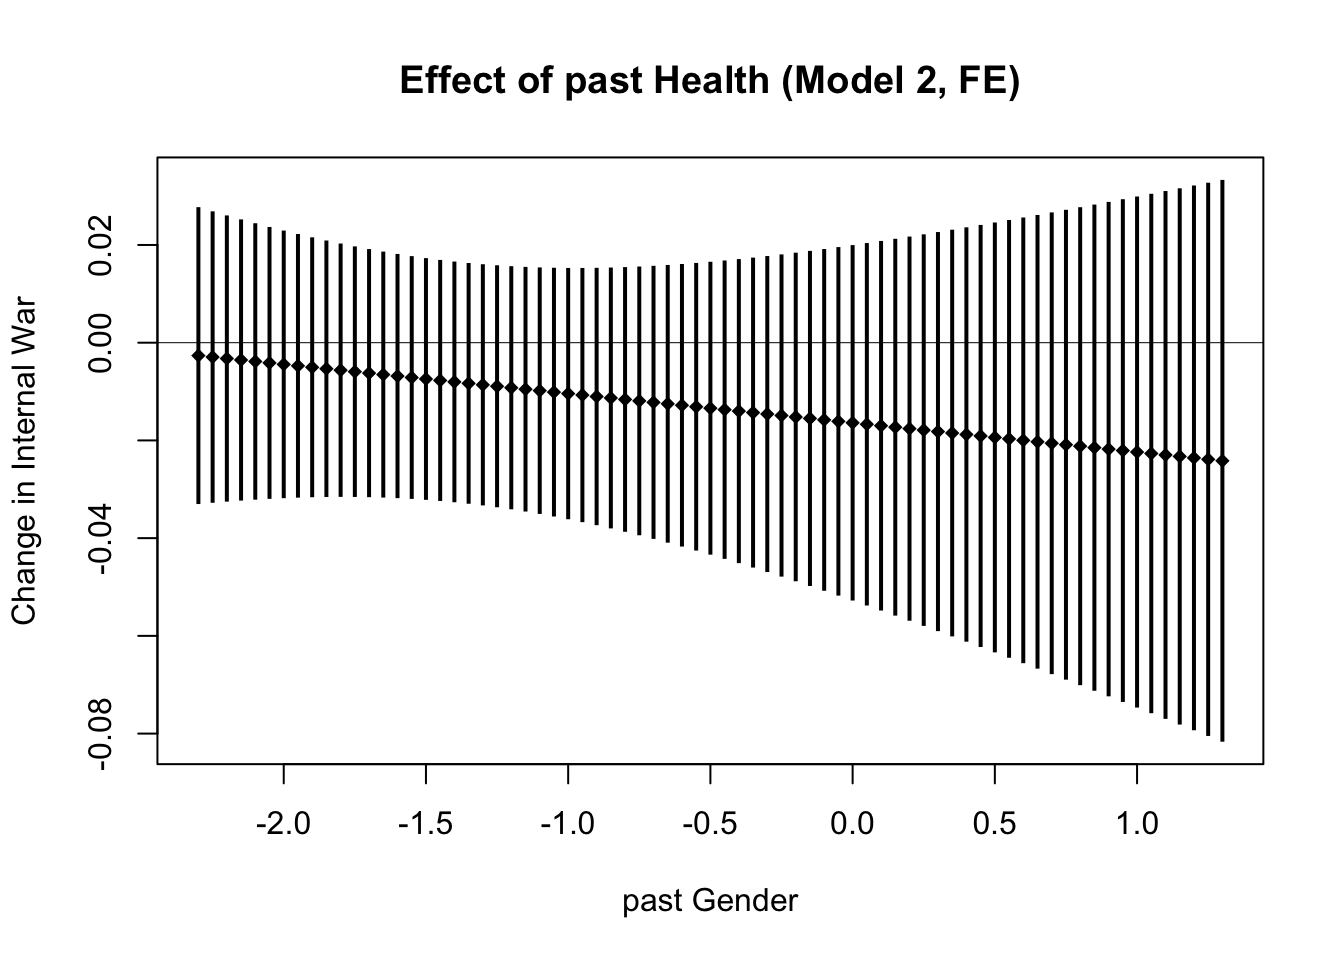 Effect of past Health (Model 2, FE)
Change in Internal War
0.02
0.00
-0.04
-0.08
-2.0 -1.5 -1.0 -0.5 0.0 0.5 1.0
past Gender